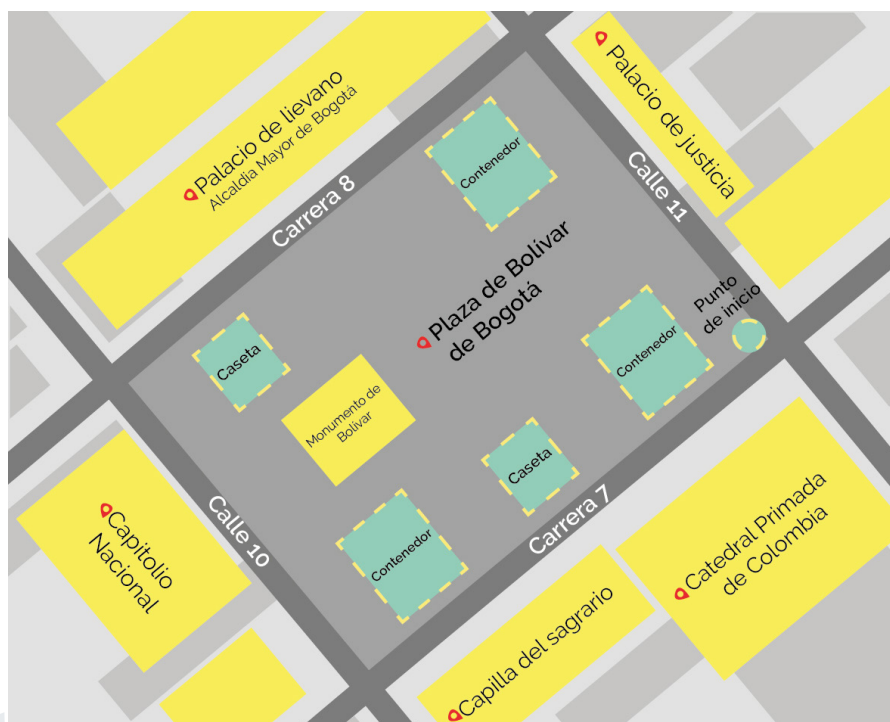 Palacio de lievano
Alcaldia Mayor de Bogotá
Palacio de justicia
Carrera 8
Calle 11
Contenedor
Plaza de Bolívar
de Bogotá
Punto
de inicio
Contenedor
Caseta
Monumento de
Bolívar
Caseta
Contenedor
Carrera 7
Calle 10
Capitolio
Nacional
Catedral Primada
de Colombia
Capilla del sagrario